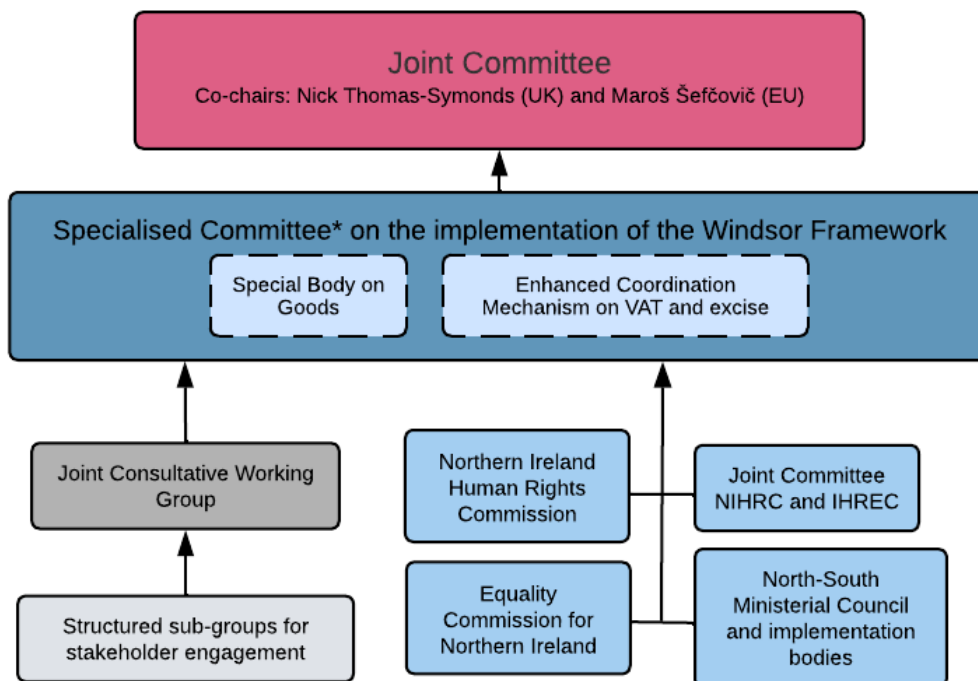 Joint Committee
Co-chairs: Nick Thomas-Symonds (UK) and Maroš Šefčovič (EU)
Specialised Committee* on the implementation of the Windsor Framework
Special Body on
Goods
Enhanced Coordination
Mechanism on VAT and excise
Joint Consultative Working
Group
Structured sub-groups for
stakeholder engagement
Northern Ireland
Human Rights
Commission
Joint Committee
NIHRC and IHREC
Equality
Commission for
Northern Ireland
North-South
Ministerial Council
and implementation
bodies